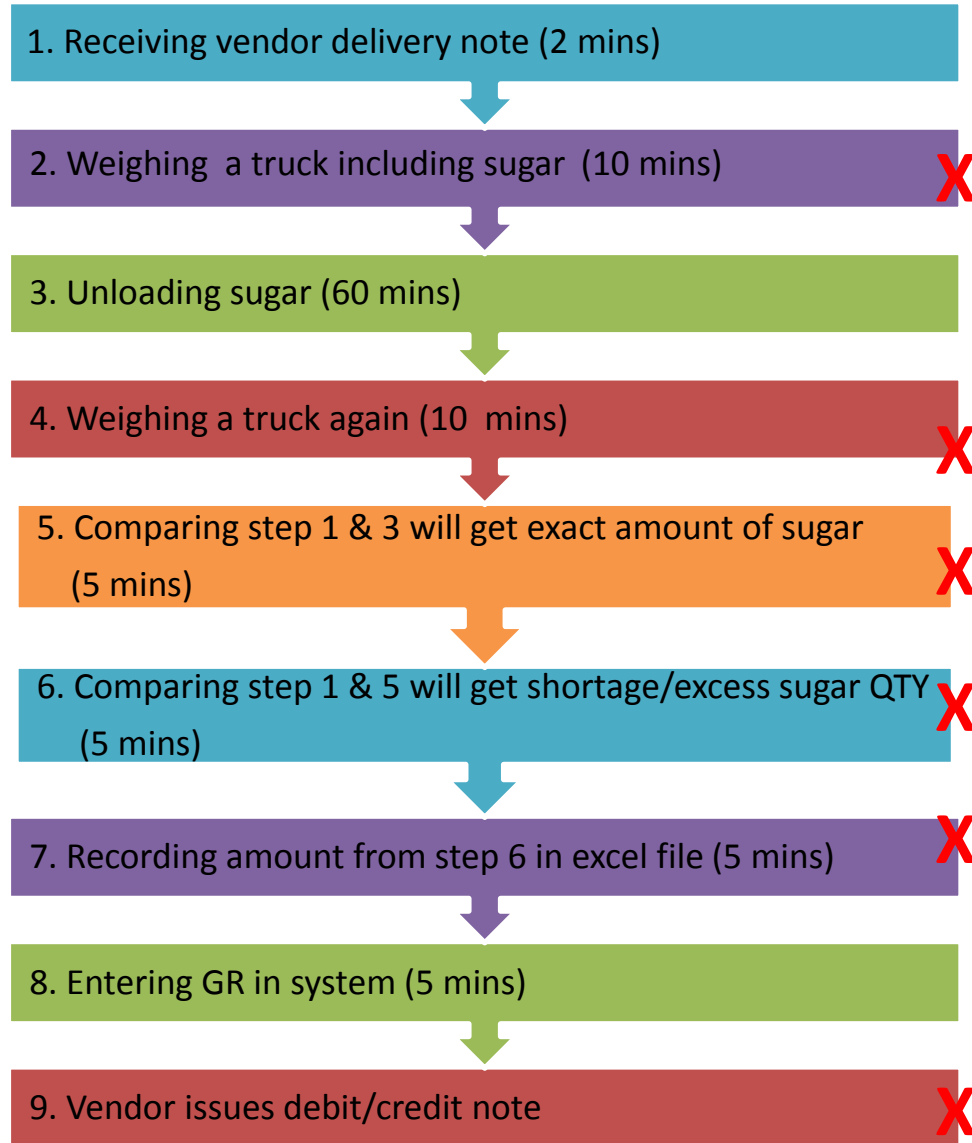 1. Receiving vendor delivery note (2 mins)
2. Weighing a truck including sugar (10 mins)
X
3. Unloading sugar (60 mins)
4. Weighing a truck again (10 mins)
X
5. Comparing step 1 & 3 will get exact amount of sugar
(5 mins)
X
6. Comparing step 1 & 5 will get shortage/excess sugar QTY
(5 mins)
X
7. Recording amount from step 6 in excel file (5 mins)
X
8. Entering GR in system (5 mins)
9. Vendor issues debit/credit note
X